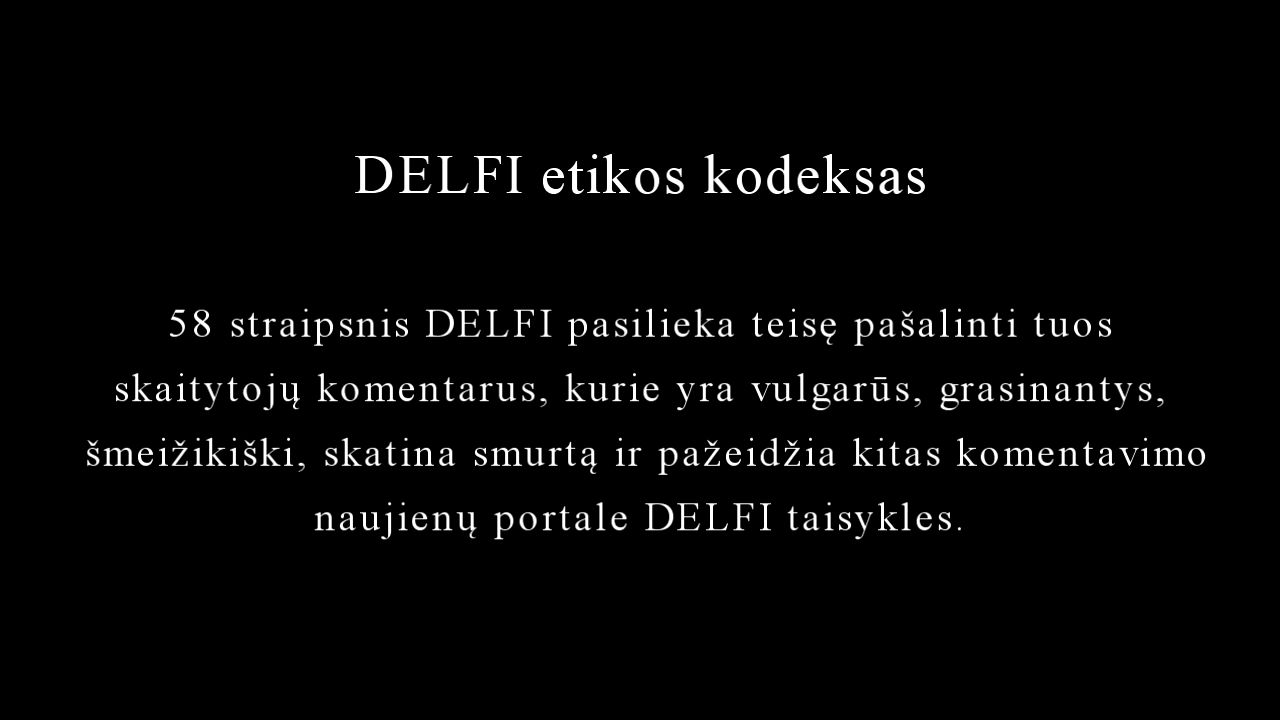 DELFI etikos kodeksas
58 straipsnis DELFI pasilieka teisę pašalinti tuos
skaitytojų komentarus, kurie yra vulgarūs, grasinantys,
šmeižikiški, skatina smurtą ir pažeidžia kitas komentavimo
naujienų portale DELFI taisykles.